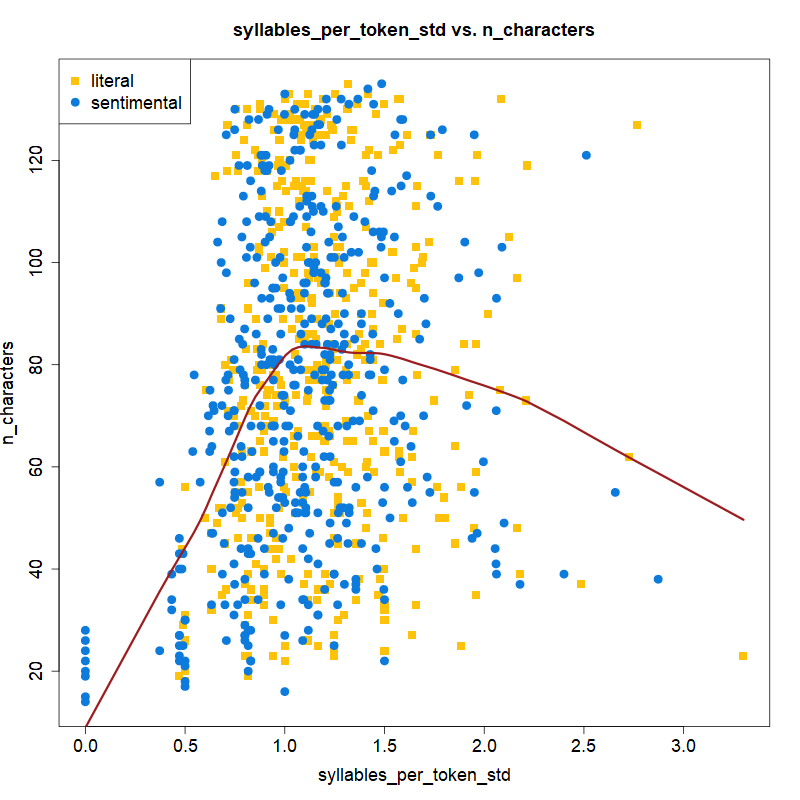 syllables_per_token_std vs. n_characters
literal
sentimental
n_characters
120
100
80
60
40
20
0.0 0.5 1.0 1.5 2.0 2.5 3.0
syllables_per_token_std